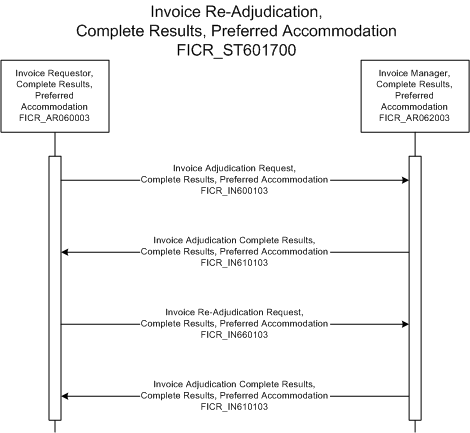 Invoice Re-Adjudication,
Complete Results, Preferred Accommodation
FICR_ST601700
Invoice Requestor,
Complete Results,
Preferred
Accommodation
FICR_AR060003
Invoice Manager,
Complete Results,
Preferred
Accommodation
FICR_AR062003
Invoice Adjudication Request,
Complete Results, Preferred Accommodation
FICR_IN600103
Invoice Adjudication Complete Results,
Complete Results, Preferred Accommodation
FICR_IN610103
Invoice Re-Adjudication Request,
Complete Results, Preferred Accommodation
FICR_IN660103
Invoice Adjudication Complete Results,
Complete Results, Preferred Accommodation
FICR_IN610103